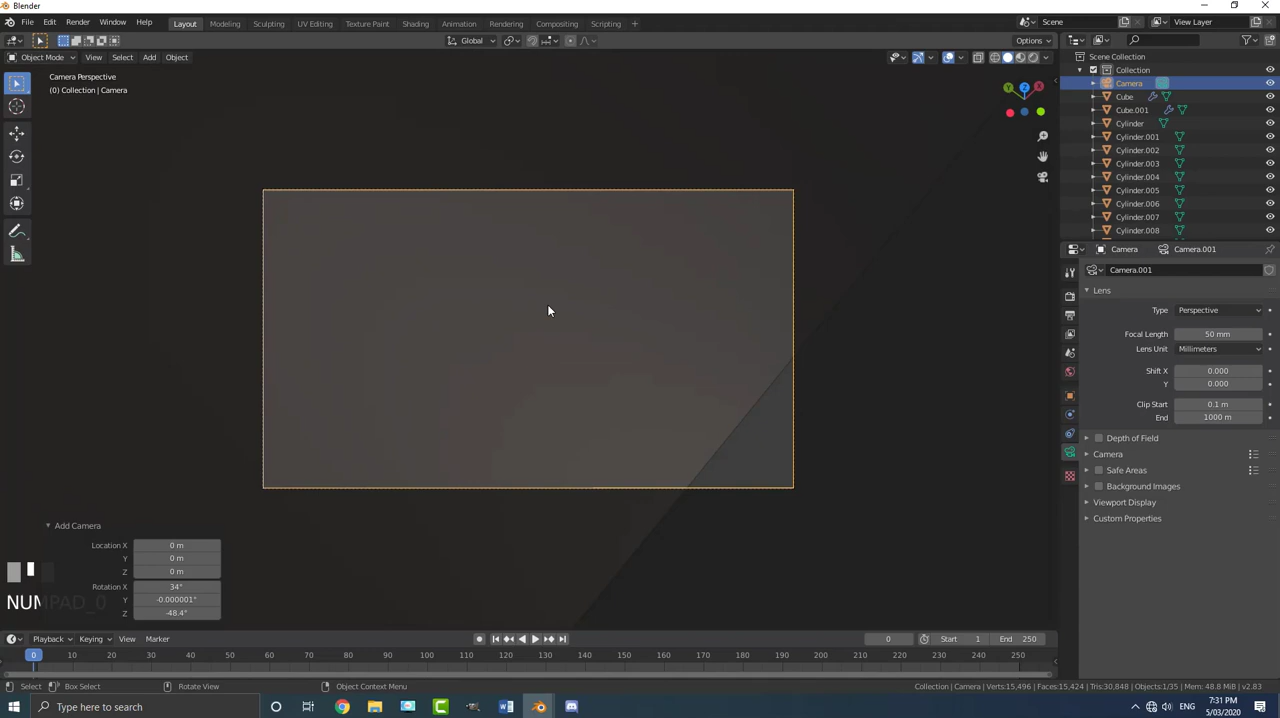 Blender
File Edit Render Window Help
Layout Modeling Sculpting UV Editing Texture Paint Shading Animation Rendering Compositing Scripting +
Scene View Layer
Global Options
Object Mode View Select Add Object
Camera Perspective
(0) Collection | Camera
Y Z X
Scene Collection
Collection
Camera
Cube
Cube.001
Cylinder
Cylinder.001
Cylinder.002
Cylinder.003
Cylinder.004
Cylinder.005
Cylinder.006
Cylinder.007
Cylinder.008
Camera Camera.001
Camera.001
Lens
Type Perspective
Focal Length 50 mm
Lens Unit Millimeters
Shift X 0.000
Y 0.000
Clip Start 0.1 m
End 1000 m
Depth of Field
Camera
Safe Areas
Background Images
Viewport Display
Custom Properties
Add Camera
Location X 0 m
Y 0 m
Z 0 m
Rotation X 34°
Y -0.000001°
Z -48.4°
NUMPAD_0
Playback Keying View Marker 0 Start 1 End 250
0 10 20 30 40 50 60 70 80 90 100 110 120 130 140 150 160 170 180 190 200 210 220 230 240 250
Select Box Select Rotate View Object Context Menu Collection | Camera | Verts:15,496 | Faces:15,424 | Tris:30,848 | Objects:1/35 | Mem: 48.8 MiB | v2.83
Type here to search ENG 7:31 PM
5/03/2020